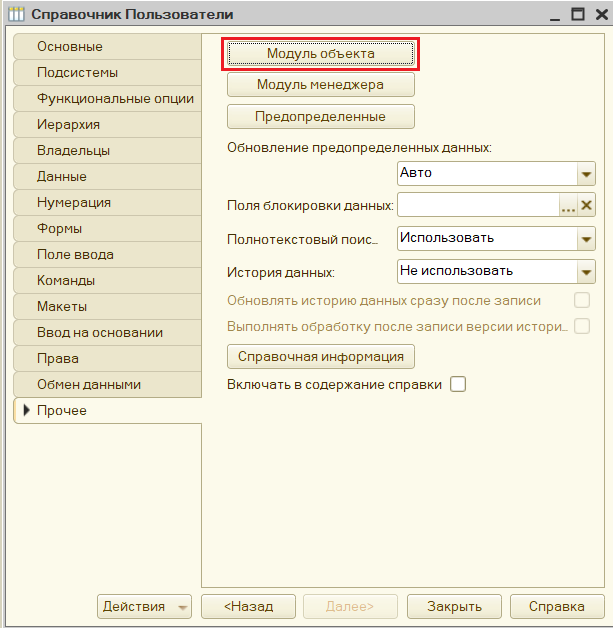 Справочник Пользователи
Основные
Подсистемы
Функциональные опции
Иерархия
Владельцы
Данные
Нумерация
Формы
Поле ввода
Команды
Макеты
Ввод на основании
Права
Обмен данными
Прочее
Модуль объекта
Модуль менеджера
Предопределенные
Обновление предопределенных данных:
Авто
Поля блокировки данных:
...
Полнотекстовый поис... Использовать
История данных: Не использовать
Обновлять историю данных сразу после записи
Выполнять обработку после записи версии истори...
Справочная информация
Включать в содержание справки
Действия <Назад Далее> Закрыть Справка